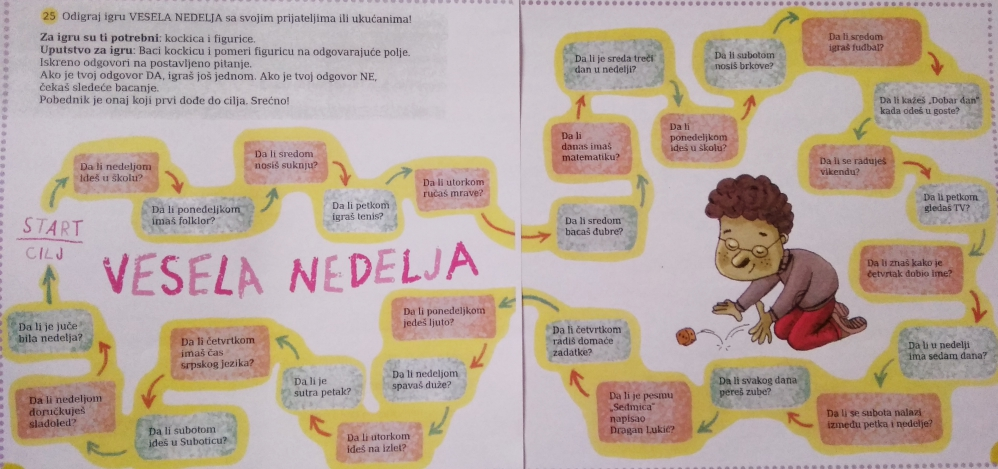 25 Odigraj igru VESELA NEDELJA sa svojim prijateljima ili ukućanima!
Za igru su ti potrebni: kockica i figurice.
Uputstvo za igru: Baci kockicu i pomeri figuricu na odgovarajuće polje.
Iskreno odgovori na postavljeno pitanje.
Ako je tvoj odgovor DA, igraš još jednom. Ako je tvoj odgovor NE,
čekaš sledeće bacanje.
Pobednik je onaj koji prvi dođe do cilja. Srećno!
START
CILJ
VESELA NEDELJA
Da li nedeljom
ideš u školu?
Da li ponedeljkom
imaš folklor?
Da li sredom
nosiš suknju?
Da li petkom
igraš tenis?
Da li utorkom
ručaš mrave?
Da li sredom
bacaš đubre?
Da li
danas imaš
matematiku?
Da li je sreda treći
dan u nedelji?
Da li
ponedeljkom
ideš u školu?
Da li subotom
nosiš brkove?
Da li sredom
igraš fudbal?
Da li kažeš „Dobar dan“
kada odeš u goste?
Da li se raduješ
vikendu?
Da li petkom
gledaš TV?
Da li znaš kako je
četvrtak dobio ime?
Da li u nedelji
ima sedam dana?
Da li se subota nalazi
između petka i nedelje?
Da li svakog dana
pereš zube?
Da li je pesmu
„Sedmica“
napisao
Dragan Lukić?
Da li četvrtkom
radiš domaće
zadatke?
Da li ponedeljkom
jedeš ljuto?
Da li nedeljom
spavaš duže?
Da li utorkom
ideš na izlet?
Da li je
sutra petak?
Da li četvrtkom
imaš čas
srpskog jezika?
Da li subotom
ideš u Suboticu?
Da li nedeljom
doručkuješ
sladoled?
Da li je juče
bila nedelja?